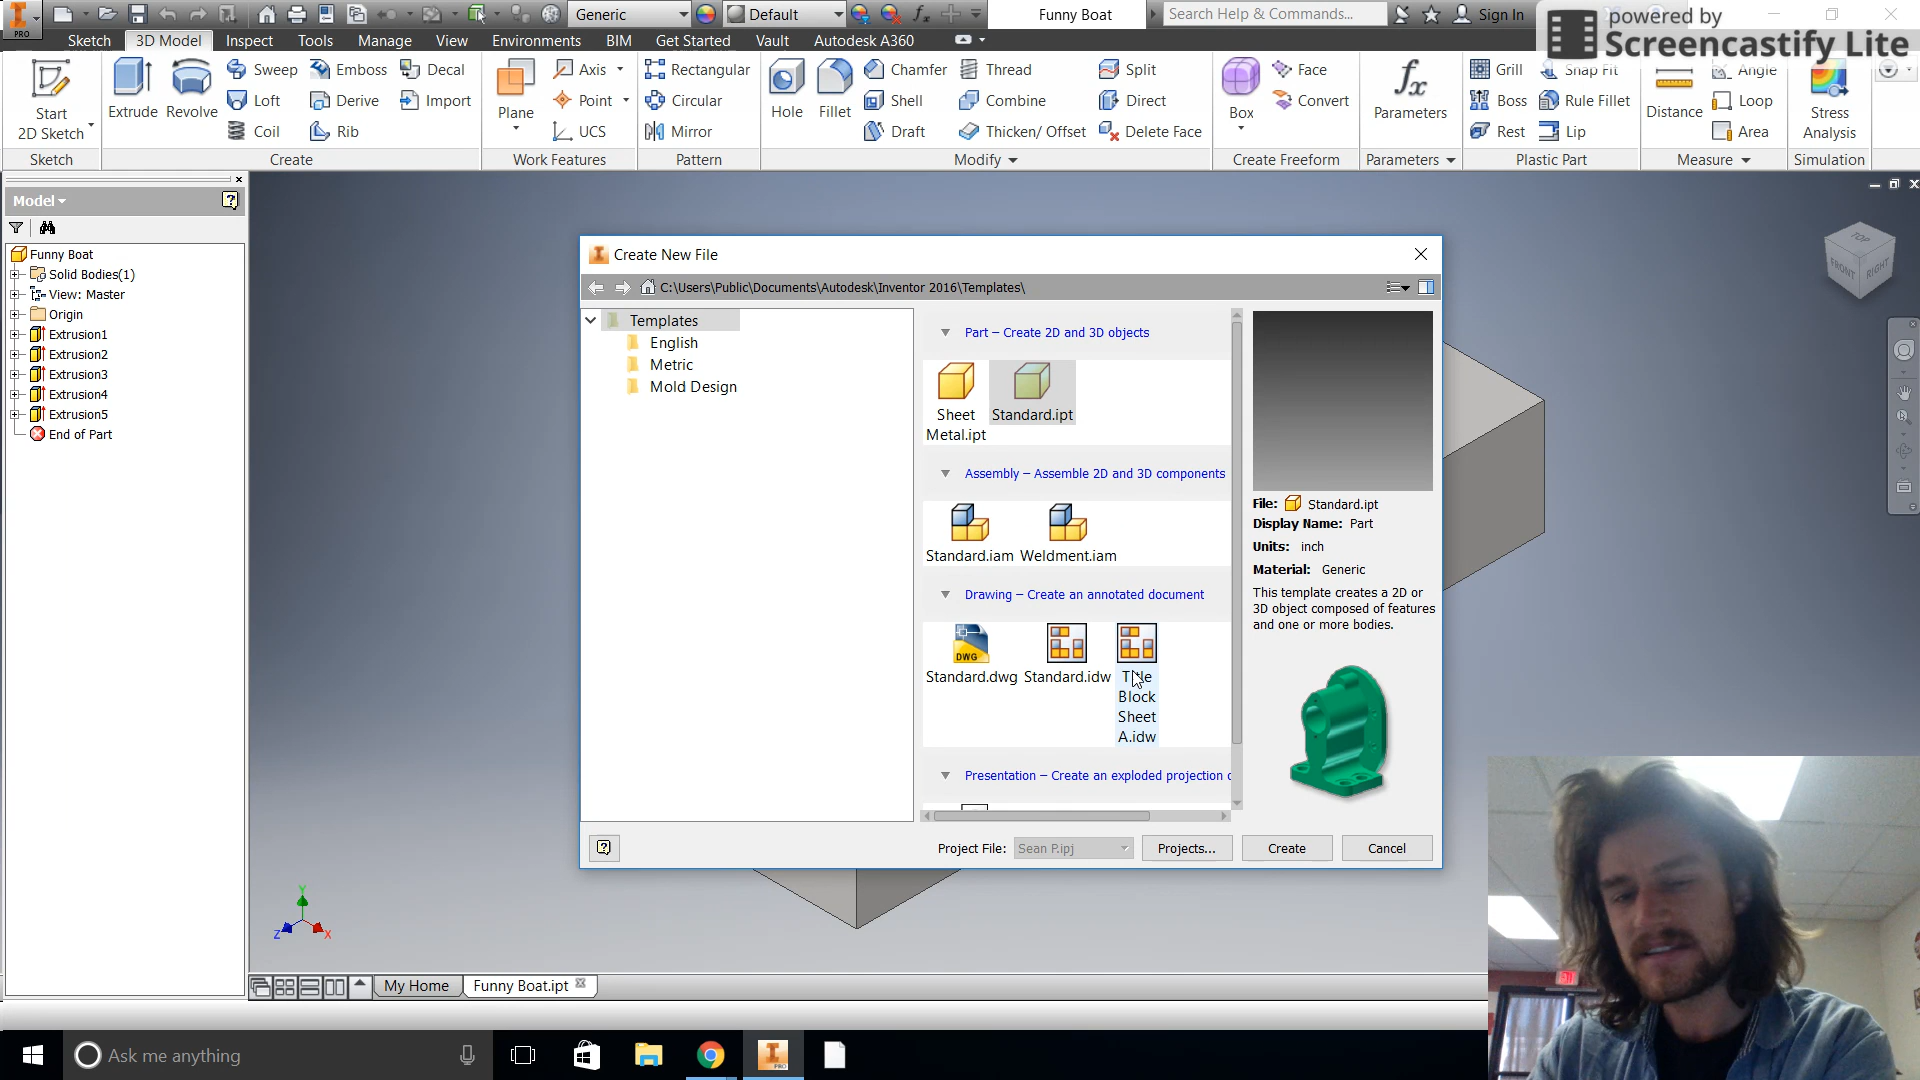 Generic
Default
Funny Boat
Search Help & Commands...
Sign In
powered by
Screencastify Lite
PRO
Sketch
3D Model
Inspect
Tools
Manage
View
Environments
BIM
Get Started
Vault
Autodesk A360
Start
2D Sketch
Extrude
Revolve
Sweep
Loft
Coil
Emboss
Derive
Rib
Decal
Import
Plane
Axis
Point
UCS
Rectangular
Circular
Mirror
Hole
Fillet
Chamfer
Shell
Draft
Thread
Combine
Thicken/ Offset
Split
Direct
Delete Face
Box
Face
Convert
Parameters
Grill
Boss
Rest
Snap Fit
Rule Fillet
Lip
Distance
Angle
Loop
Area
Stress
Analysis
Sketch
Create
Work Features
Pattern
Modify
Create Freeform
Parameters
Plastic Part
Measure
Simulation
Model
Funny Boat
Solid Bodies(1)
View: Master
Origin
Extrusion1
Extrusion2
Extrusion3
Extrusion4
Extrusion5
End of Part
TOP
FRONT
RIGHT
Create New File
C:\Users\Public\Documents\Autodesk\Inventor 2016\Templates\
Templates
English
Metric
Mold Design
Part – Create 2D and 3D objects
Sheet
Metal.ipt
Standard.ipt
Assembly – Assemble 2D and 3D components
Standard.iam
Weldment.iam
Drawing – Create an annotated document
DWG
Standard.dwg
Standard.idw
Title
Block
Sheet
A.idw
Presentation – Create an exploded projection
File: Standard.ipt
Display Name: Part
Units: inch
Material: Generic
This template creates a 2D or
3D object composed of features
and one or more bodies.
Project File:
Sean P.ipj
Projects...
Create
Cancel
Y
Z
X
My Home
Funny Boat.ipt
Ask me anything
PRO